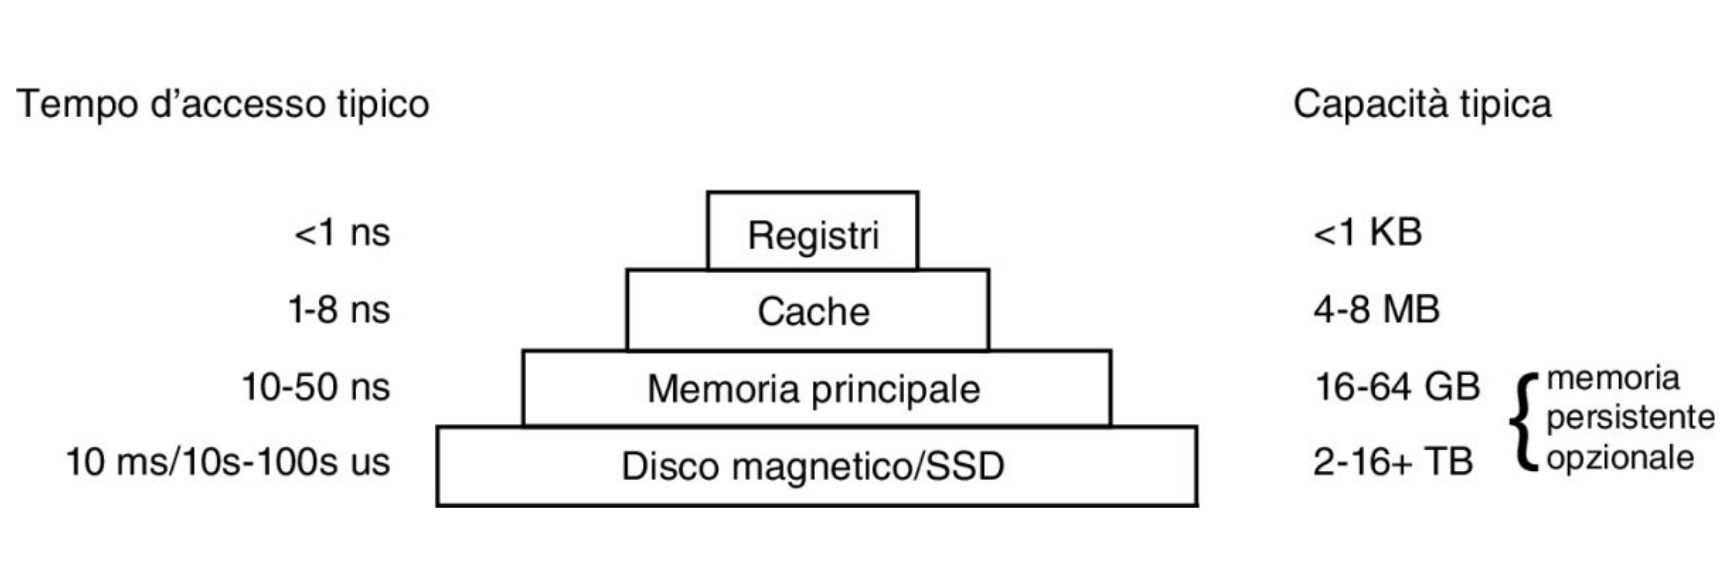 Tempo d'accesso tipico
Capacità tipica
<1 ns
Registri
<1 KB
1-8 ns
Cache
4-8 MB
10-50 ns
Memoria principale
16-64 GB
memoria
persistente
opzionale
10 ms/10s-100s us
Disco magnetico/SSD
2-16+ TB